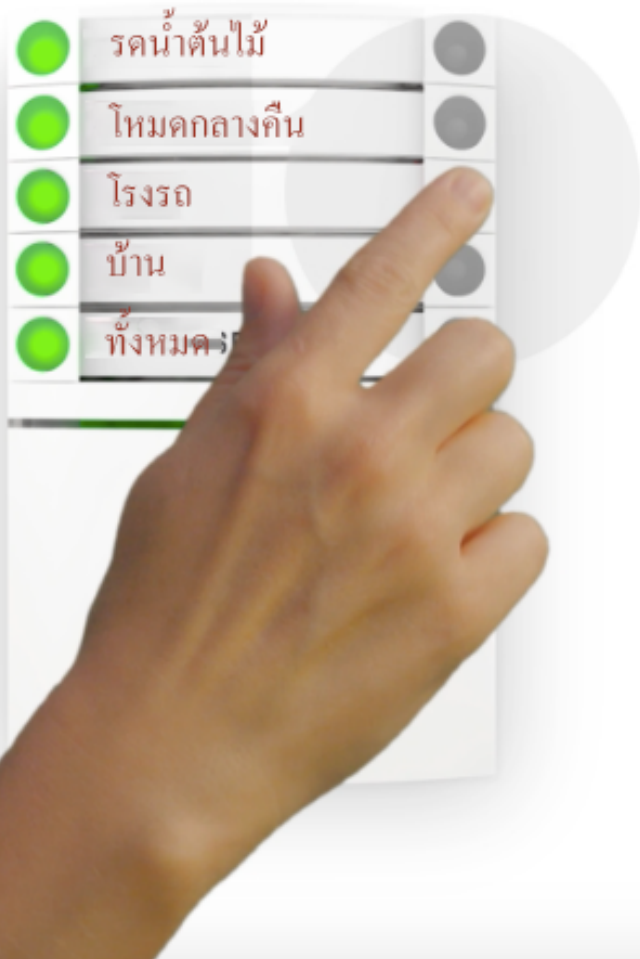 รดน้ำต้นไม้
โหมดกลางคืน
โรงรถ
บ้าน
ทั้งหมด